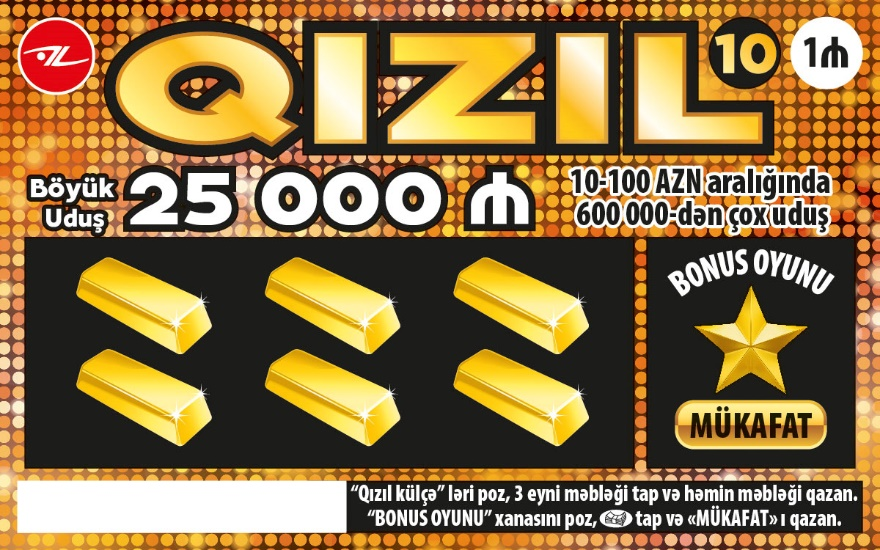 QIZIL
10
1₼
Böyük
Uduş
25 000 ₼
10-100 AZN aralığında
600 000-dən çox uduş
BONUS OYUNU
MÜKAFAT
“Qızıl külçə” ləri poz, 3 eyni məbləği tap və həmin məbləği qazan.
“BONUS OYUNU” xanasını poz, tap və «MÜKAFAT» ı qazan.